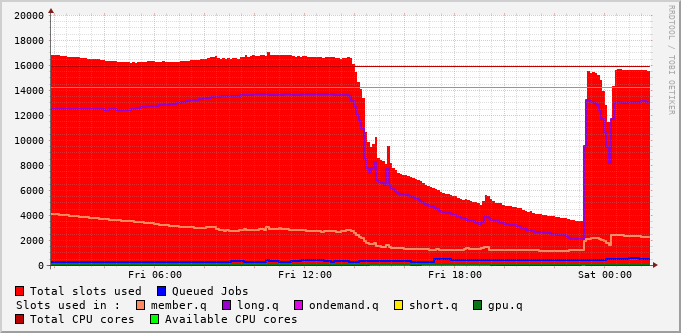 20000
18000
16000
14000
12000
10000
8000
6000
4000
2000
0
Fri 06:00 Fri 12:00 Fri 18:00 Sat 00:00
RRDTOOL / TOBI OETIKER
Total slots used Queued Jobs
Slots used in : member.q long.q ondemand.q short.q gpu.q
Total CPU cores Available CPU cores